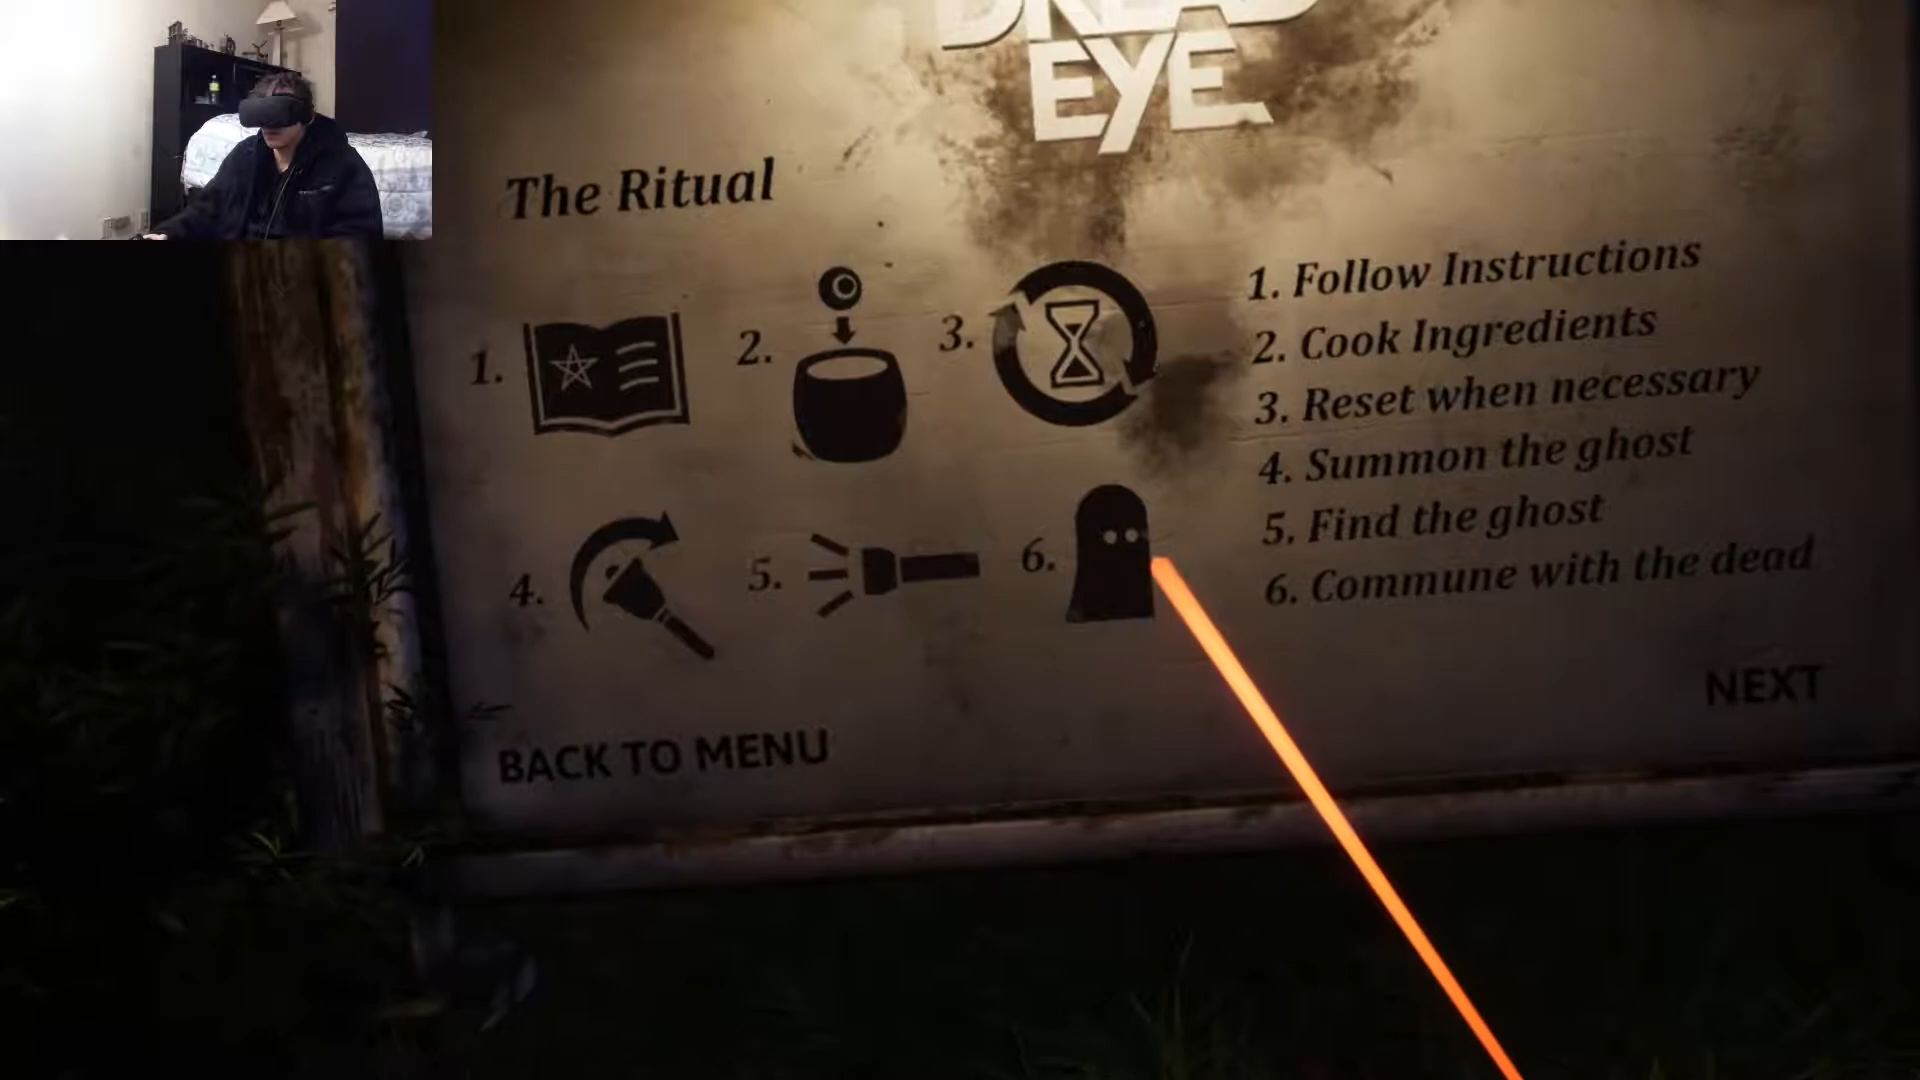 DREAD
EYE
The Ritual
1.
2.
3.
4.
5.
6.
1. Follow Instructions
2. Cook Ingredients
3. Reset when necessary
4. Summon the ghost
5. Find the ghost
6. Commune with the dead
BACK TO MENU
NEXT